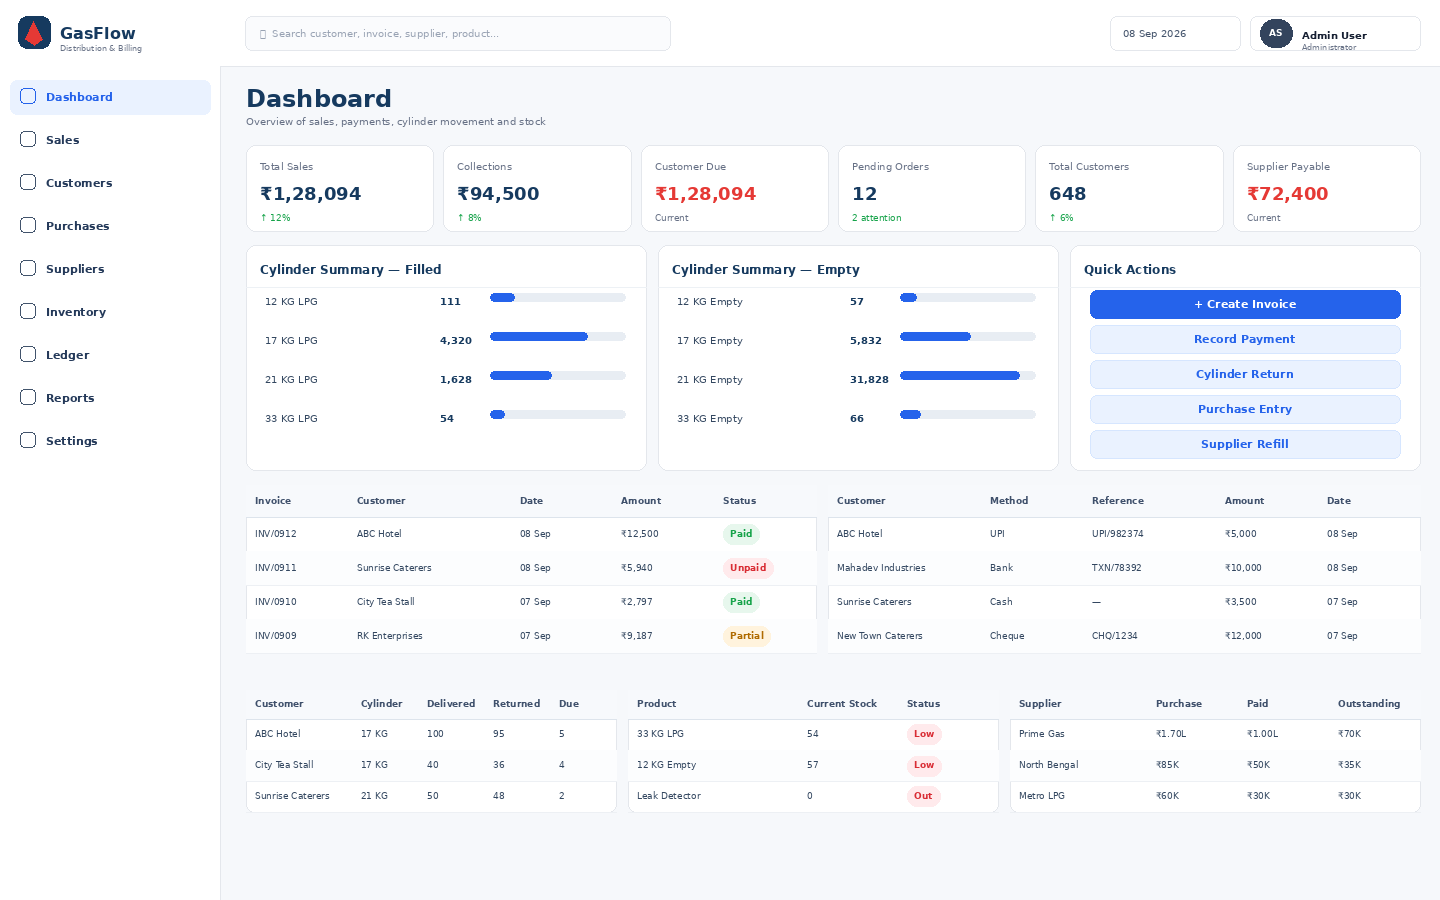 GasFlow
Distribution & Billing
Search customer, invoice, supplier, product...
08 Sep 2026
AS
Admin User
Administrator
Dashboard
Sales
Customers
Purchases
Suppliers
Inventory
Ledger
Reports
Settings
Dashboard
Overview of sales, payments, cylinder movement and stock
Total Sales
₹1,28,094
↑ 12%
Collections
₹94,500
↑ 8%
Customer Due
₹1,28,094
Current
Pending Orders
12
2 attention
Total Customers
648
↑ 6%
Supplier Payable
₹72,400
Current
Cylinder Summary — Filled
12 KG LPG 111
17 KG LPG 4,320
21 KG LPG 1,628
33 KG LPG 54
Cylinder Summary — Empty
12 KG Empty 57
17 KG Empty 5,832
21 KG Empty 31,828
33 KG Empty 66
Quick Actions
+ Create Invoice
Record Payment
Cylinder Return
Purchase Entry
Supplier Refill
Invoice Customer Date Amount Status
INV/0912 ABC Hotel 08 Sep ₹12,500 Paid
INV/0911 Sunrise Caterers 08 Sep ₹5,940 Unpaid
INV/0910 City Tea Stall 07 Sep ₹2,797 Paid
INV/0909 RK Enterprises 07 Sep ₹9,187 Partial
Customer Method Reference Amount Date
ABC Hotel UPI UPI/982374 ₹5,000 08 Sep
Mahadev Industries Bank TXN/78392 ₹10,000 08 Sep
Sunrise Caterers Cash — ₹3,500 07 Sep
New Town Caterers Cheque CHQ/1234 ₹12,000 07 Sep
Customer Cylinder Delivered Returned Due
ABC Hotel 17 KG 100 95 5
City Tea Stall 17 KG 40 36 4
Sunrise Caterers 21 KG 50 48 2
Product Current Stock Status
33 KG LPG 54 Low
12 KG Empty 57 Low
Leak Detector 0 Out
Supplier Purchase Paid Outstanding
Prime Gas ₹1.70L ₹1.00L ₹70K
North Bengal ₹85K ₹50K ₹35K
Metro LPG ₹60K ₹30K ₹30K